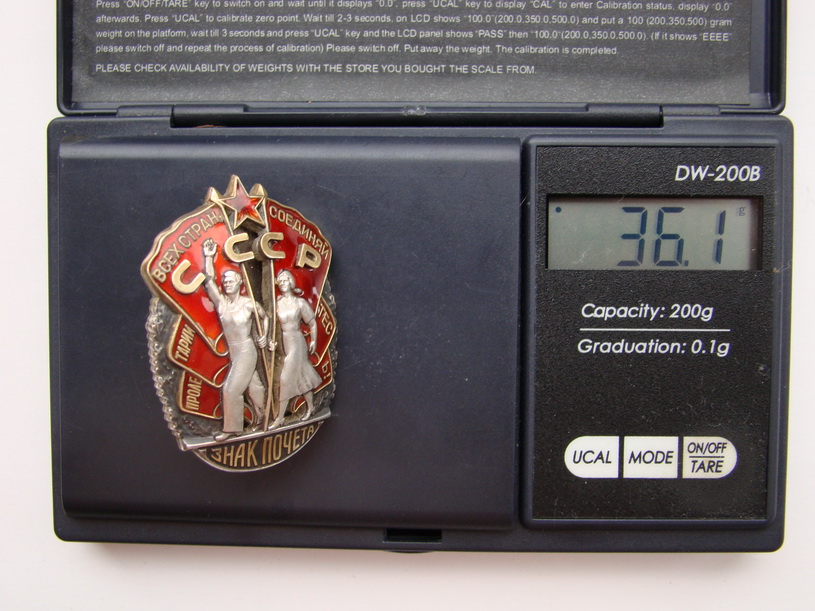 Press "ON/OFF/TARE" key to switch on and wait until it displays "0.0", press "UCAL" key to display "CAL" to enter Calibration status, display "0.0"
afterwards. Press "UCAL" to calibrate zero point. Wait till 2-3 seconds, on LCD shows "100.0"(200.0.350.0.500.0) and put a 100 (200.350.500) gram
weight on the platform, wait till 3 seconds and press "UCAL" key and the LCD panel shows "PASS" then "100.0"(200.0.350.0.500.0). (If it shows "EEEE"
please switch off and repeat the process of calibration) Please switch off. Put away the weight. The calibration is completed.
PLEASE CHECK AVAILABILITY OF WEIGHTS WITH THE STORE YOU BOUGHT THE SCALE FROM.
DW-200B
36.1 g
Capacity: 200g
Graduation: 0.1g
UCAL MODE ON/OFF
TARE
ВСЕХ СТРАН, СОЕДИНЯЙ
СССР
ТАРИИ ТЕС
ПРОЛЕ Ы
ЗНАК ПОЧЕТА